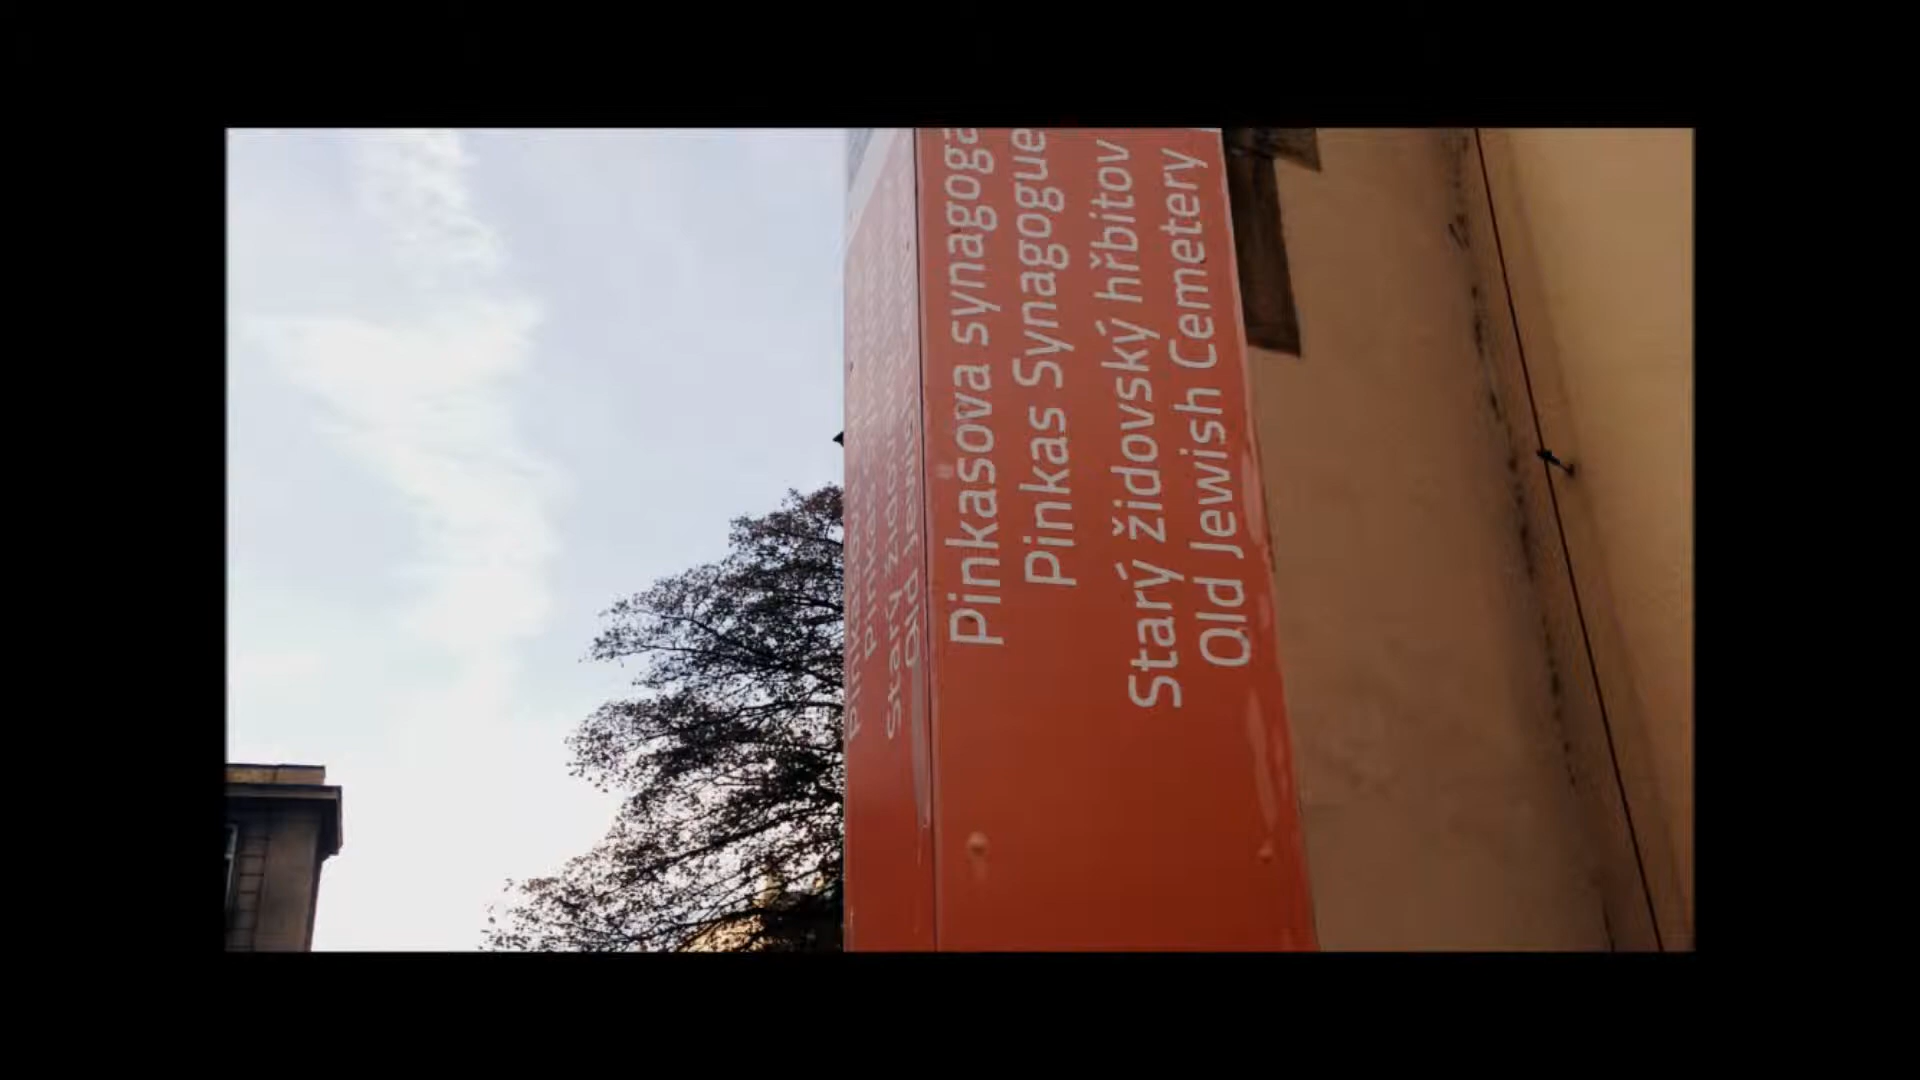 Pinkasova synagoga
Pinkas Synagogue
Starý židovský hřbitov
Old Jewish Cemetery